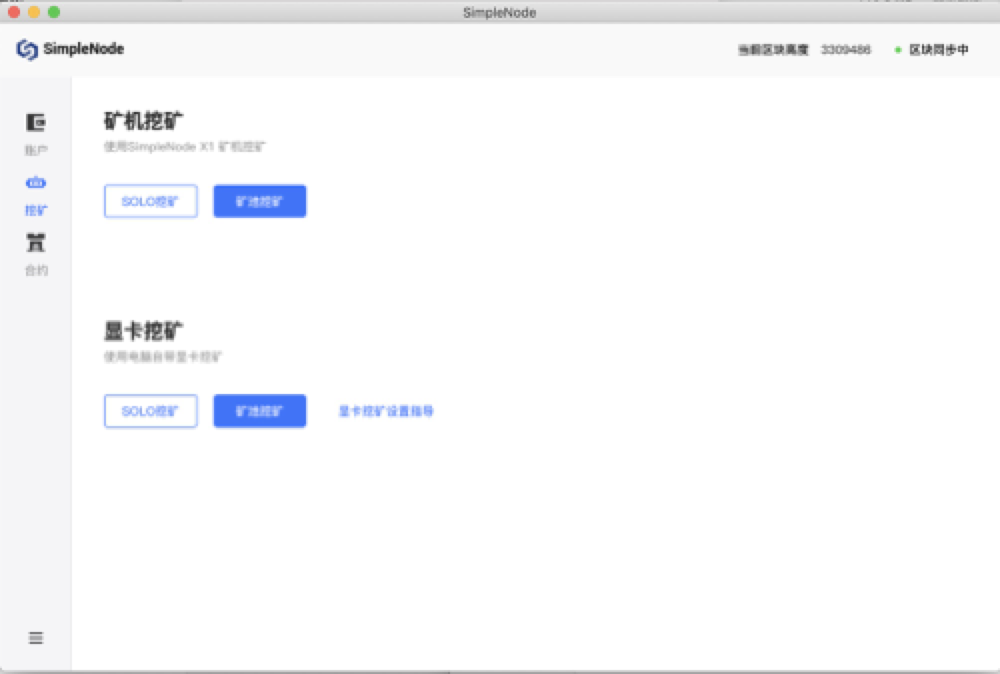 SimpleNode
SimpleNode
当前区块高度 3309486 区块同步中
账户
挖矿
合约
矿机挖矿
使用SimpleNode X1 矿机挖矿
SOLO挖矿 矿池挖矿
显卡挖矿
使用电脑自带显卡挖矿
SOLO挖矿 矿池挖矿 显卡挖矿设置指导